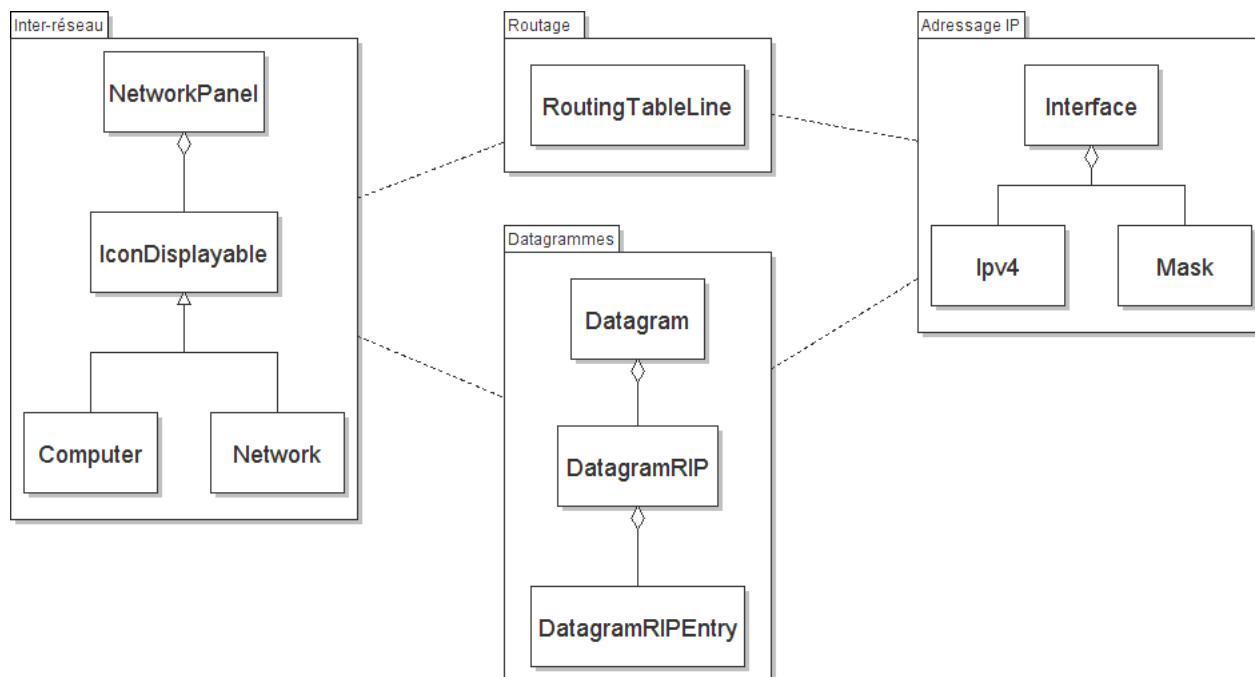 Inter-réseau
NetworkPanel
IconDisplayable
Computer
Network
Routage
RoutingTableLine
Datagrammes
Datagram
DatagramRIP
DatagramRIPEntry
Adressage IP
Interface
Ipv4
Mask